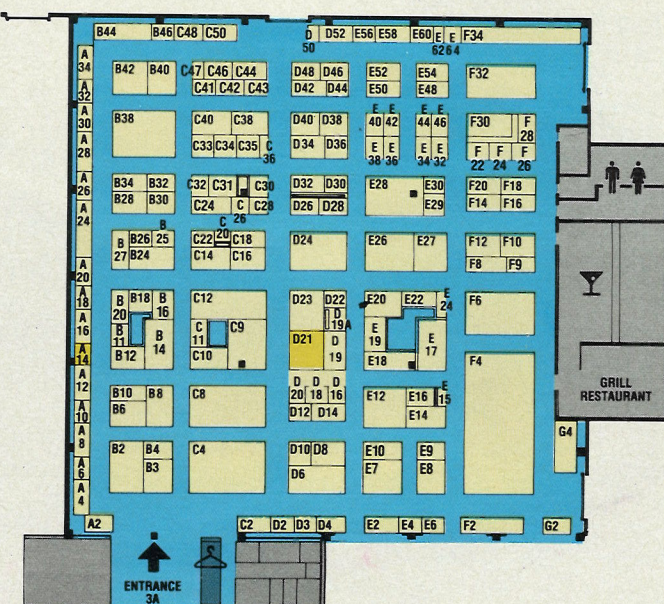 B44 B46 C48 C50 D 50 D52 E56 E58 E60 E 62 E 64 F34
A 34 B42 B40 C47 C46 C44 D48 D46 E52 E54 F32
A 32 C41 C42 C43 D42 D44 E50 E48
A 30 B38 C40 C38 D40 D38 E 40 E 42 E 44 E 46 F30 F 28
A 28 C33 C34 C35 C 36 D34 D36 E 38 E 36 E 34 E 32 F 22 F 24 F 26
A 26 B34 B32 C32 C31 C30 D32 D30 E28 E30 F20 F18
B28 B30 C24 C 26 C28 D26 D28 E29 F14 F16
A 24 B 27 B26 B 25 C22 C 20 C18 D24 E26 E27 F12 F10
B24 C14 C16 F8 F9
A 20
A 18 B 20 B18 B 16 C12 D23 D22 E20 E22 E 24 F6
A 16 B 11 B 14 C 11 C9 D 19A E 19 E 17
A 14 B12 C10 D21 D 19 E18 F4
A 12 B10 B8 C8 D 20 D 18 D 16 E12 E16 E 15
A 10 B6 D12 D14 E14
A 8 B2 B4 C4 D10 D8 E10 E9 G4
A 6 B3 D6 E7 E8
A 4
A2 C2 D2 D3 D4 E2 E4 E6 F2 G2
GRILL
RESTAURANT
ENTRANCE
3A